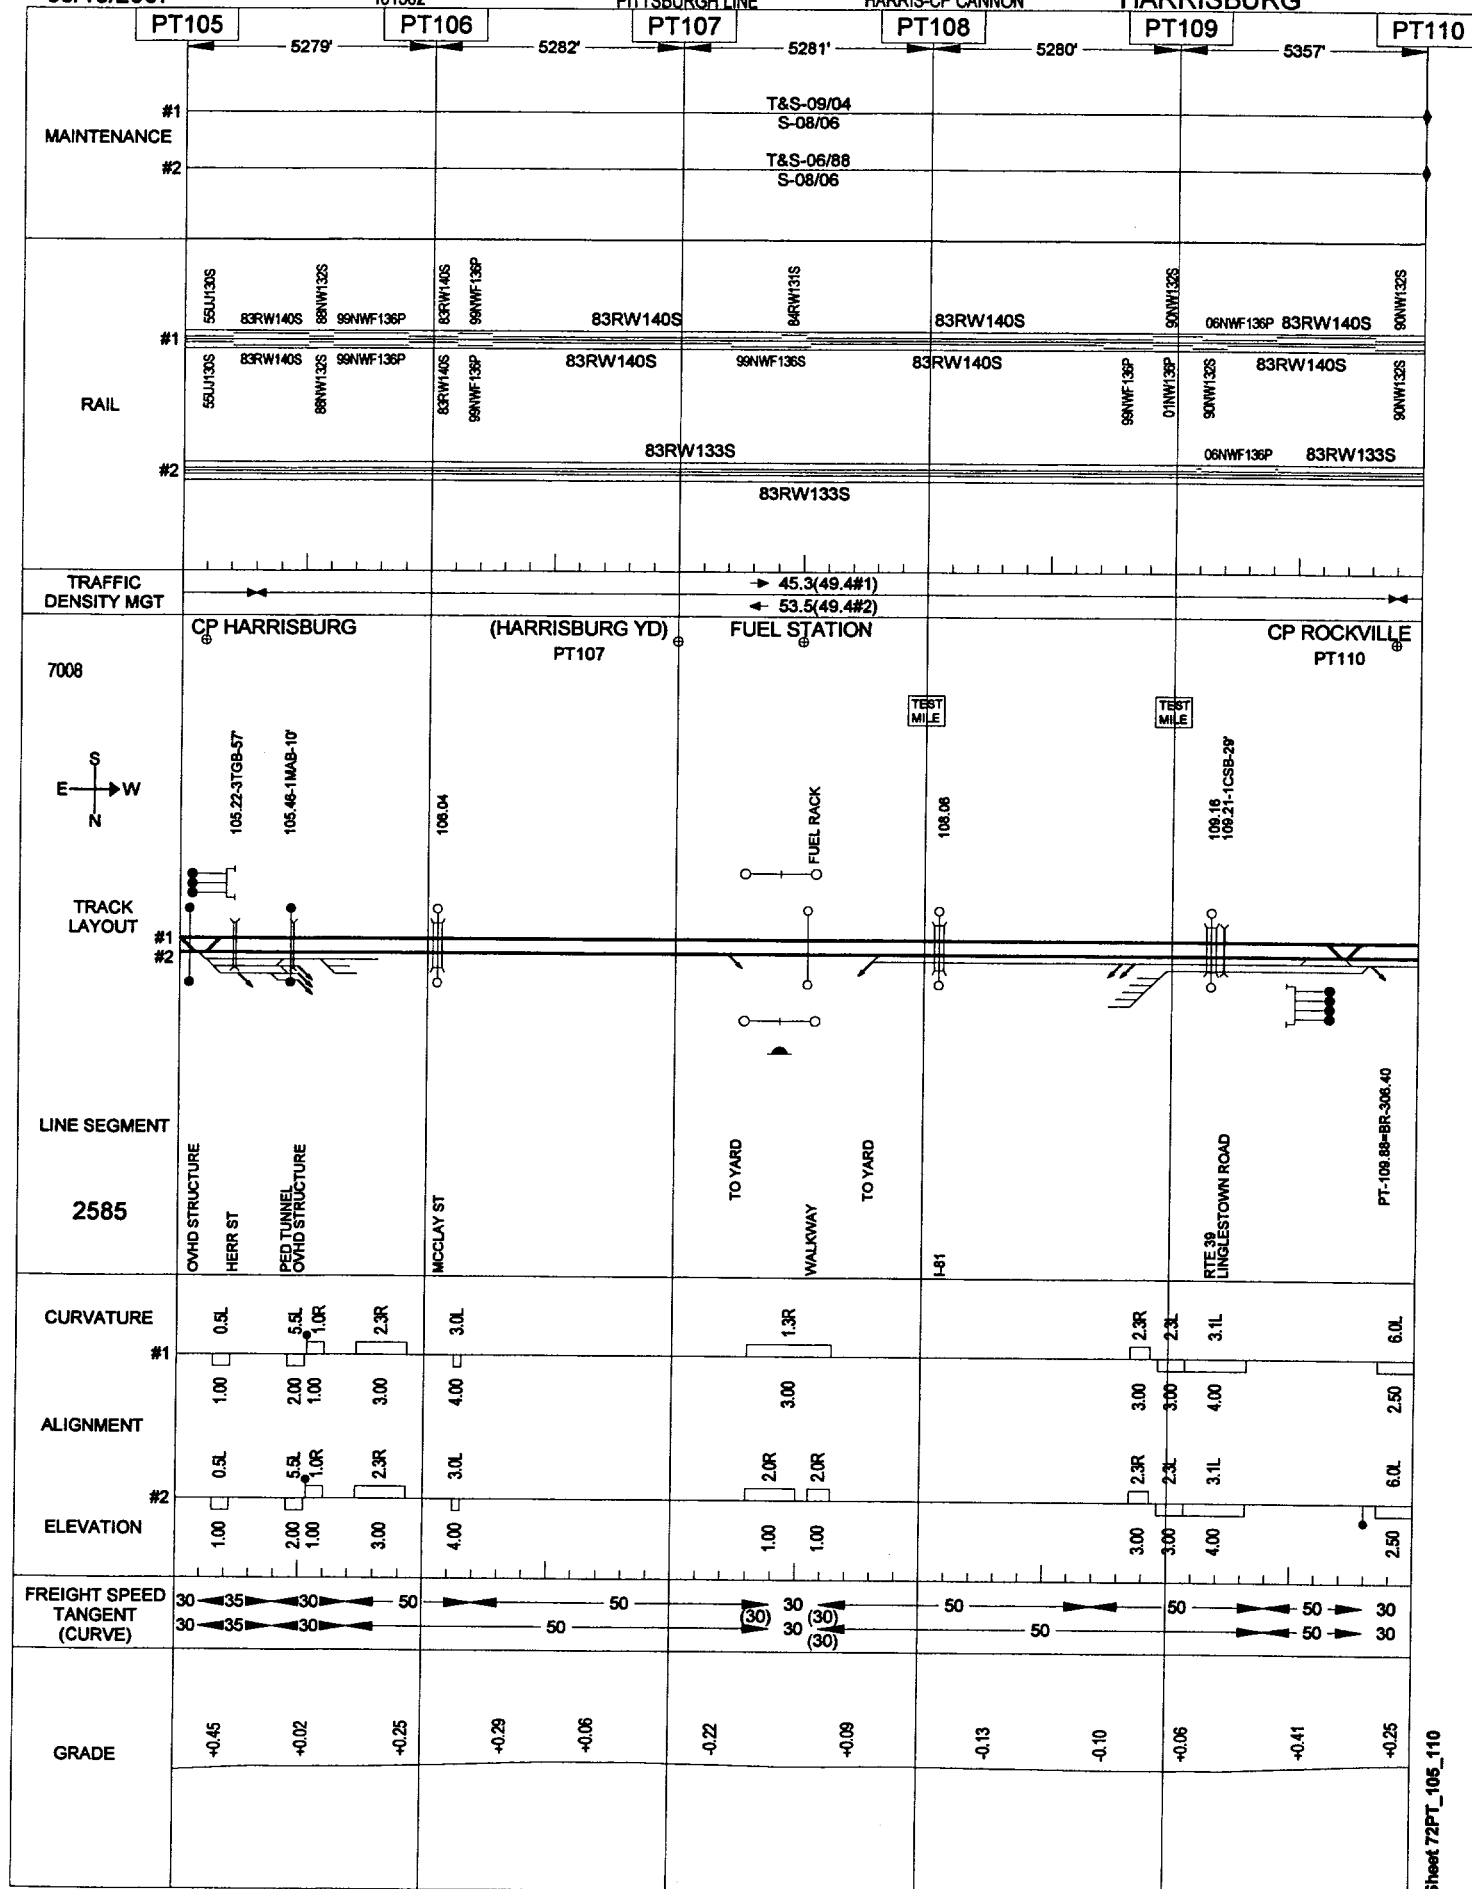 PITTSBURGH LINE HARRIS-CP CANNON HARRISBURG
PT105 PT106 PT107 PT108 PT109 PT110
5279' 5282' 5281' 5280' 5357'
MAINTENANCE
#1
T&S-09/04
S-08/06
#2
T&S-06/88
S-08/06
RAIL
55UJ130S 83RW140S 88NW132S 99NWF136P 83RW140S 99NWF136P 83RW140S 84RW131S 83RW140S 90NW132S 06NWF136P 83RW140S 90NW132S
#1
55UJ130S 83RW140S 88NW132S 99NWF136P 83RW140S 99NWF136P 83RW140S 99NWF136S 83RW140S 99NWF136P 01NW136P 90NW132S 83RW140S 90NW132S
83RW133S 06NWF136P 83RW133S
#2
83RW133S
TRAFFIC
DENSITY MGT
45.3(49.4#1)
53.5(49.4#2)
CP HARRISBURG (HARRISBURG YD) FUEL STATION CP ROCKVILLE
PT107 PT110
7008
TEST
MILE
TEST
MILE
S
E W
N
105.22-3TGB-57'
105.46-1MAB-10'
106.04
FUEL RACK
108.06
109.16
109.21-1CSB-29'
TRACK
LAYOUT
#1
#2
LINE SEGMENT
2585
OVHD STRUCTURE
HERR ST
PED TUNNEL
OVHD STRUCTURE
MCCLAY ST
TO YARD
WALKWAY
TO YARD
I-81
RTE 39
LINGLESTOWN ROAD
PT-109.88=BR-306.40
CURVATURE
0.5L 5.5L 1.0R 2.3R 3.0L 1.3R 2.3R 2.3L 3.1L 6.0L
#1
1.00 2.00 1.00 3.00 4.00 3.00 3.00 3.00 4.00 2.50
ALIGNMENT
0.5L 5.5L 1.0R 2.3R 3.0L 2.0R 2.0R 2.3R 2.3L 3.1L 6.0L
#2
ELEVATION
1.00 2.00 1.00 3.00 4.00 1.00 1.00 3.00 3.00 4.00 2.50
FREIGHT SPEED
TANGENT
(CURVE)
30 35 30 50 50 30 50 50 50 30
(30) (30)
30 35 30 50 30 50 50 30
(30)
GRADE
+0.45 +0.02 +0.25 +0.29 +0.06 -0.22 +0.09 -0.13 -0.10 +0.06 +0.41 +0.25
Sheet 72PT_105_110